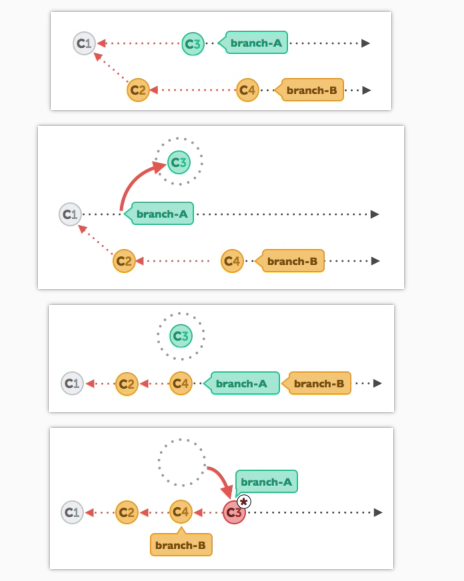 C1 C3 branch-A
C2 C4 branch-B
C3
C1 branch-A
C2 C4 branch-B
C3
C1 C2 C4 branch-A branch-B
branch-A
*
C1 C2 C4 C3
branch-B